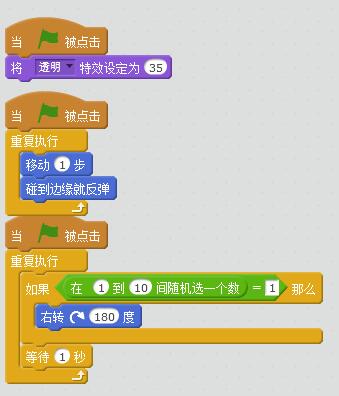 当 被点击
将 透明 特效设定为 35
当 被点击
重复执行
移动 1 步
碰到边缘就反弹
当 被点击
重复执行
如果 在 1 到 10 间随机选一个数 = 1 那么
右转 180 度
等待 1 秒